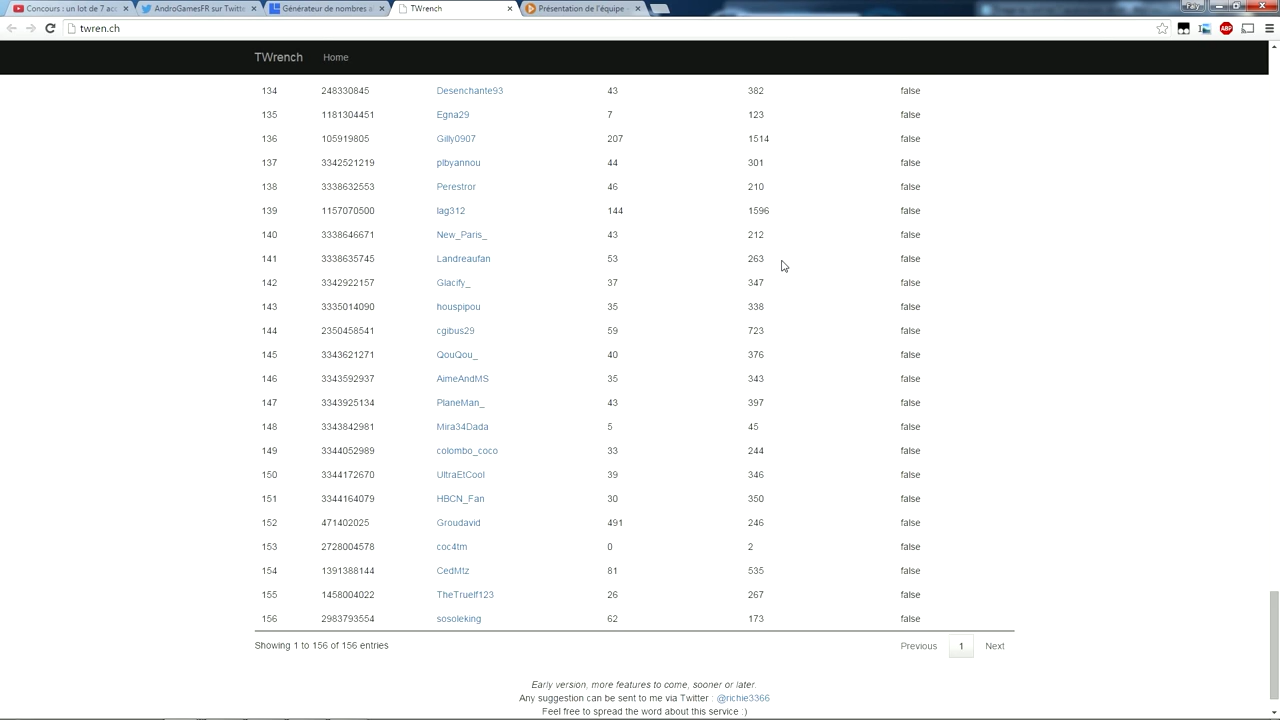 Concours : un lot de 7 acc
AndroGamesFR sur Twitte
Générateur de nombres a
TWrench
Présentation de l'équipe -
Faly
twren.ch
ABP
TWrench Home
134 248330845 Desenchante93 43 382 false
135 1181304451 Egna29 7 123 false
136 105919805 Gilly0907 207 1514 false
137 3342521219 plbyannou 44 301 false
138 3338632553 Perestror 46 210 false
139 1157070500 lag312 144 1596 false
140 3338646671 New_Paris_ 43 212 false
141 3338635745 Landreaufan 53 263 false
142 3342922157 Glacify_ 37 347 false
143 3335014090 houspipou 35 338 false
144 2350458541 cgibus29 59 723 false
145 3343621271 QouQou_ 40 376 false
146 3343592937 AimeAndMS 35 343 false
147 3343925134 PlaneMan_ 43 397 false
148 3343842981 Mira34Dada 5 45 false
149 3344052989 colombo_coco 33 244 false
150 3344172670 UltraEtCool 39 346 false
151 3344164079 HBCN_Fan 30 350 false
152 471402025 Groudavid 491 246 false
153 2728004578 coc4tm 0 2 false
154 1391388144 CedMtz 81 535 false
155 1458004022 TheTruelf123 26 267 false
156 2983793554 sosoleking 62 173 false
Showing 1 to 156 of 156 entries Previous 1 Next
Early version, more features to come, sooner or later.
Any suggestion can be sent to me via Twitter : @richie3366
Feel free to spread the word about this service :)